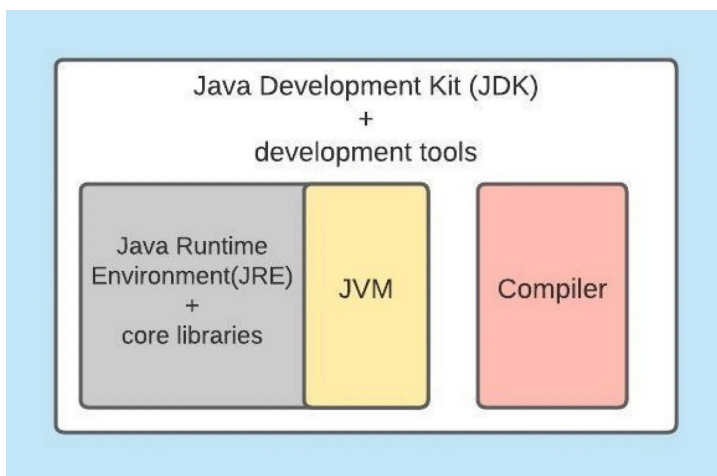 Java Development Kit (JDK)
+
development tools
Java Runtime
Environment(JRE)
+
core libraries
JVM
Compiler